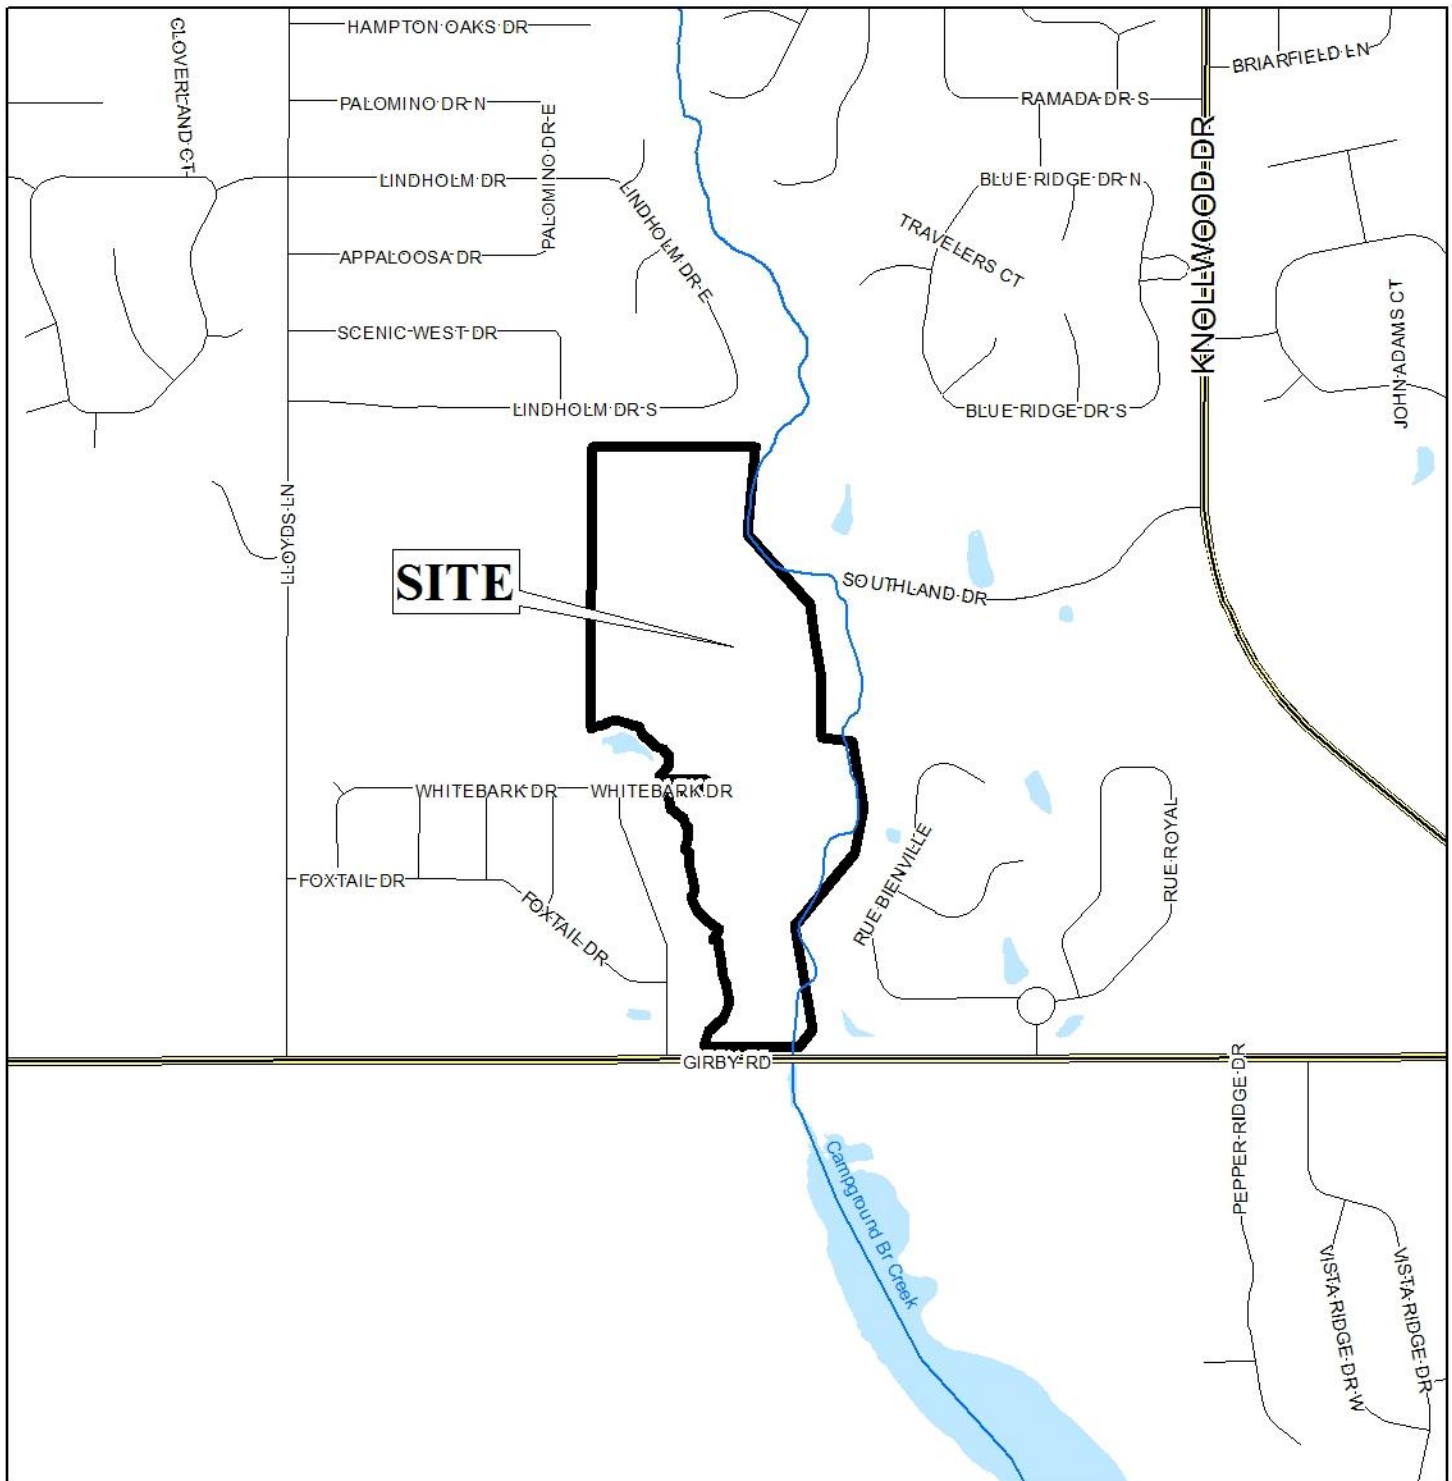 HAMPTON OAKS DR
CLOVERLAND CT
BRIARFIELD LN
PALOMINO DR N
PALOMINO DR E
RAMADA DR S
KNOLLWOOD DR
LINDHOLM DR
LINDHOLM DR E
BLUE RIDGE DR N
TRAVELERS CT
APPALOOSA DR
SCENIC WEST DR
JOHN ADAMS CT
LINDHOLM DR S
BLUE RIDGE DR S
LLOYDS LN
SITE
SOUTHLAND DR
WHITEBARK DR
WHITEBARK DR
RUE BIENVILLE
RUE ROYAL
FOXTAIL DR
FOXTAIL DR
GIRBY RD
PEPPER RIDGE DR
Campground Br Creek
VISTA RIDGE DR W
VISTA RIDGE DR